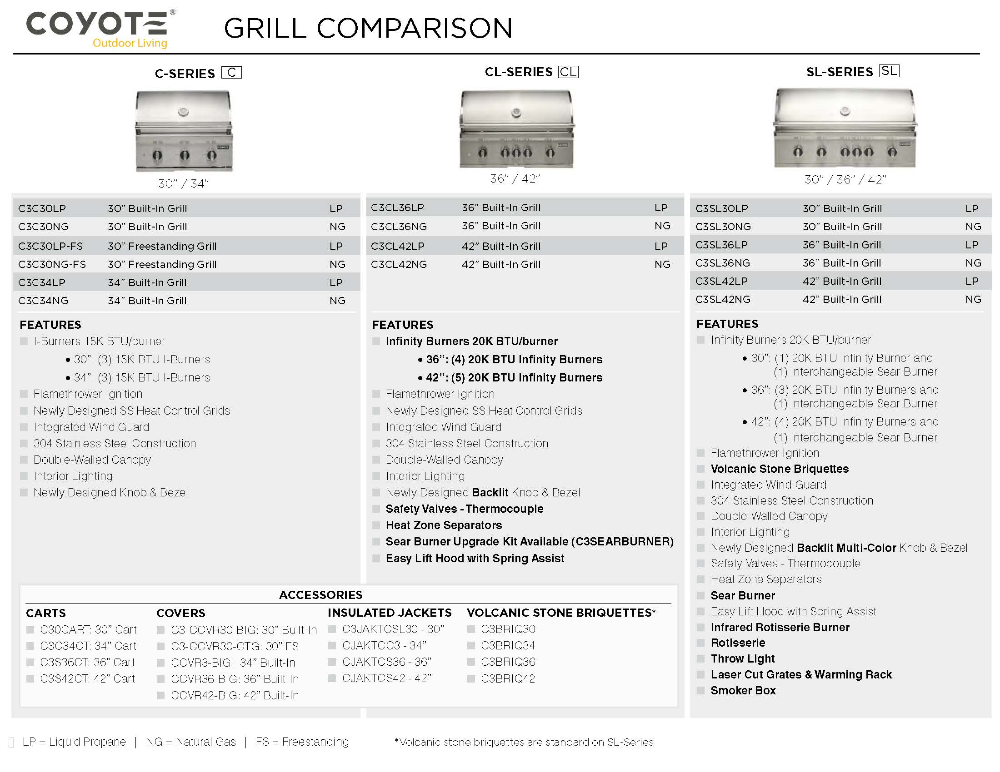 COYOTE®
Outdoor Living
GRILL COMPARISON
C-SERIES C
30” / 34”
C3C30LP 30” Built-In Grill LP
C3C30NG 30” Built-In Grill NG
C3C30LP-FS 30” Freestanding Grill LP
C3C30NG-FS 30” Freestanding Grill NG
C3C34LP 34” Built-In Grill LP
C3C34NG 34” Built-In Grill NG
FEATURES
I-Burners 15K BTU/burner
• 30”: (3) 15K BTU I-Burners
• 34”: (3) 15K BTU I-Burners
Flamethrower Ignition
Newly Designed SS Heat Control Grids
Integrated Wind Guard
304 Stainless Steel Construction
Double-Walled Canopy
Interior Lighting
Newly Designed Knob & Bezel
CL-SERIES CL
36” / 42”
C3CL36LP 36” Built-In Grill LP
C3CL36NG 36” Built-In Grill NG
C3CL42LP 42” Built-In Grill LP
C3CL42NG 42” Built-In Grill NG
FEATURES
Infinity Burners 20K BTU/burner
• 36”: (4) 20K BTU Infinity Burners
• 42”: (5) 20K BTU Infinity Burners
Flamethrower Ignition
Newly Designed SS Heat Control Grids
Integrated Wind Guard
304 Stainless Steel Construction
Double-Walled Canopy
Interior Lighting
Newly Designed Backlit Knob & Bezel
Safety Valves - Thermocouple
Heat Zone Separators
Sear Burner Upgrade Kit Available (C3SEARBURNER)
Easy Lift Hood with Spring Assist
SL-SERIES SL
30” / 36” / 42”
C3SL30LP 30” Built-In Grill LP
C3SL30NG 30” Built-In Grill NG
C3SL36LP 36” Built-In Grill LP
C3SL36NG 36” Built-In Grill NG
C3SL42LP 42” Built-In Grill LP
C3SL42NG 42” Built-In Grill NG
FEATURES
Infinity Burners 20K BTU/burner
• 30”: (1) 20K BTU Infinity Burner and
(1) Interchangeable Sear Burner
• 36”: (3) 20K BTU Infinity Burners and
(1) Interchangeable Sear Burner
• 42”: (4) 20K BTU Infinity Burners and
(1) Interchangeable Sear Burner
Flamethrower Ignition
Volcanic Stone Briquettes
Integrated Wind Guard
304 Stainless Steel Construction
Double-Walled Canopy
Interior Lighting
Newly Designed Backlit Multi-Color Knob & Bezel
Safety Valves - Thermocouple
Heat Zone Separators
Sear Burner
Easy Lift Hood with Spring Assist
Infrared Rotisserie Burner
Rotisserie
Throw Light
Laser Cut Grates & Warming Rack
Smoker Box
ACCESSORIES
CARTS
C30CART: 30” Cart
C3C34CT: 34” Cart
C3S36CT: 36” Cart
C3S42CT: 42” Cart
COVERS
C3-CCVR30-BIG: 30” Built-In
C3-CCVR30-CTG: 30” FS
CCVR3-BIG: 34” Built-In
CCVR36-BIG: 36” Built-In
CCVR42-BIG: 42” Built-In
INSULATED JACKETS
C3JAKTCSL30 - 30”
CJAKTCC3 - 34”
CJAKTCS36 - 36”
CJAKTCS42 - 42”
VOLCANIC STONE BRIQUETTES*
C3BRIQ30
C3BRIQ34
C3BRIQ36
C3BRIQ42
LP = Liquid Propane | NG = Natural Gas | FS = Freestanding
*Volcanic stone briquettes are standard on SL-Series